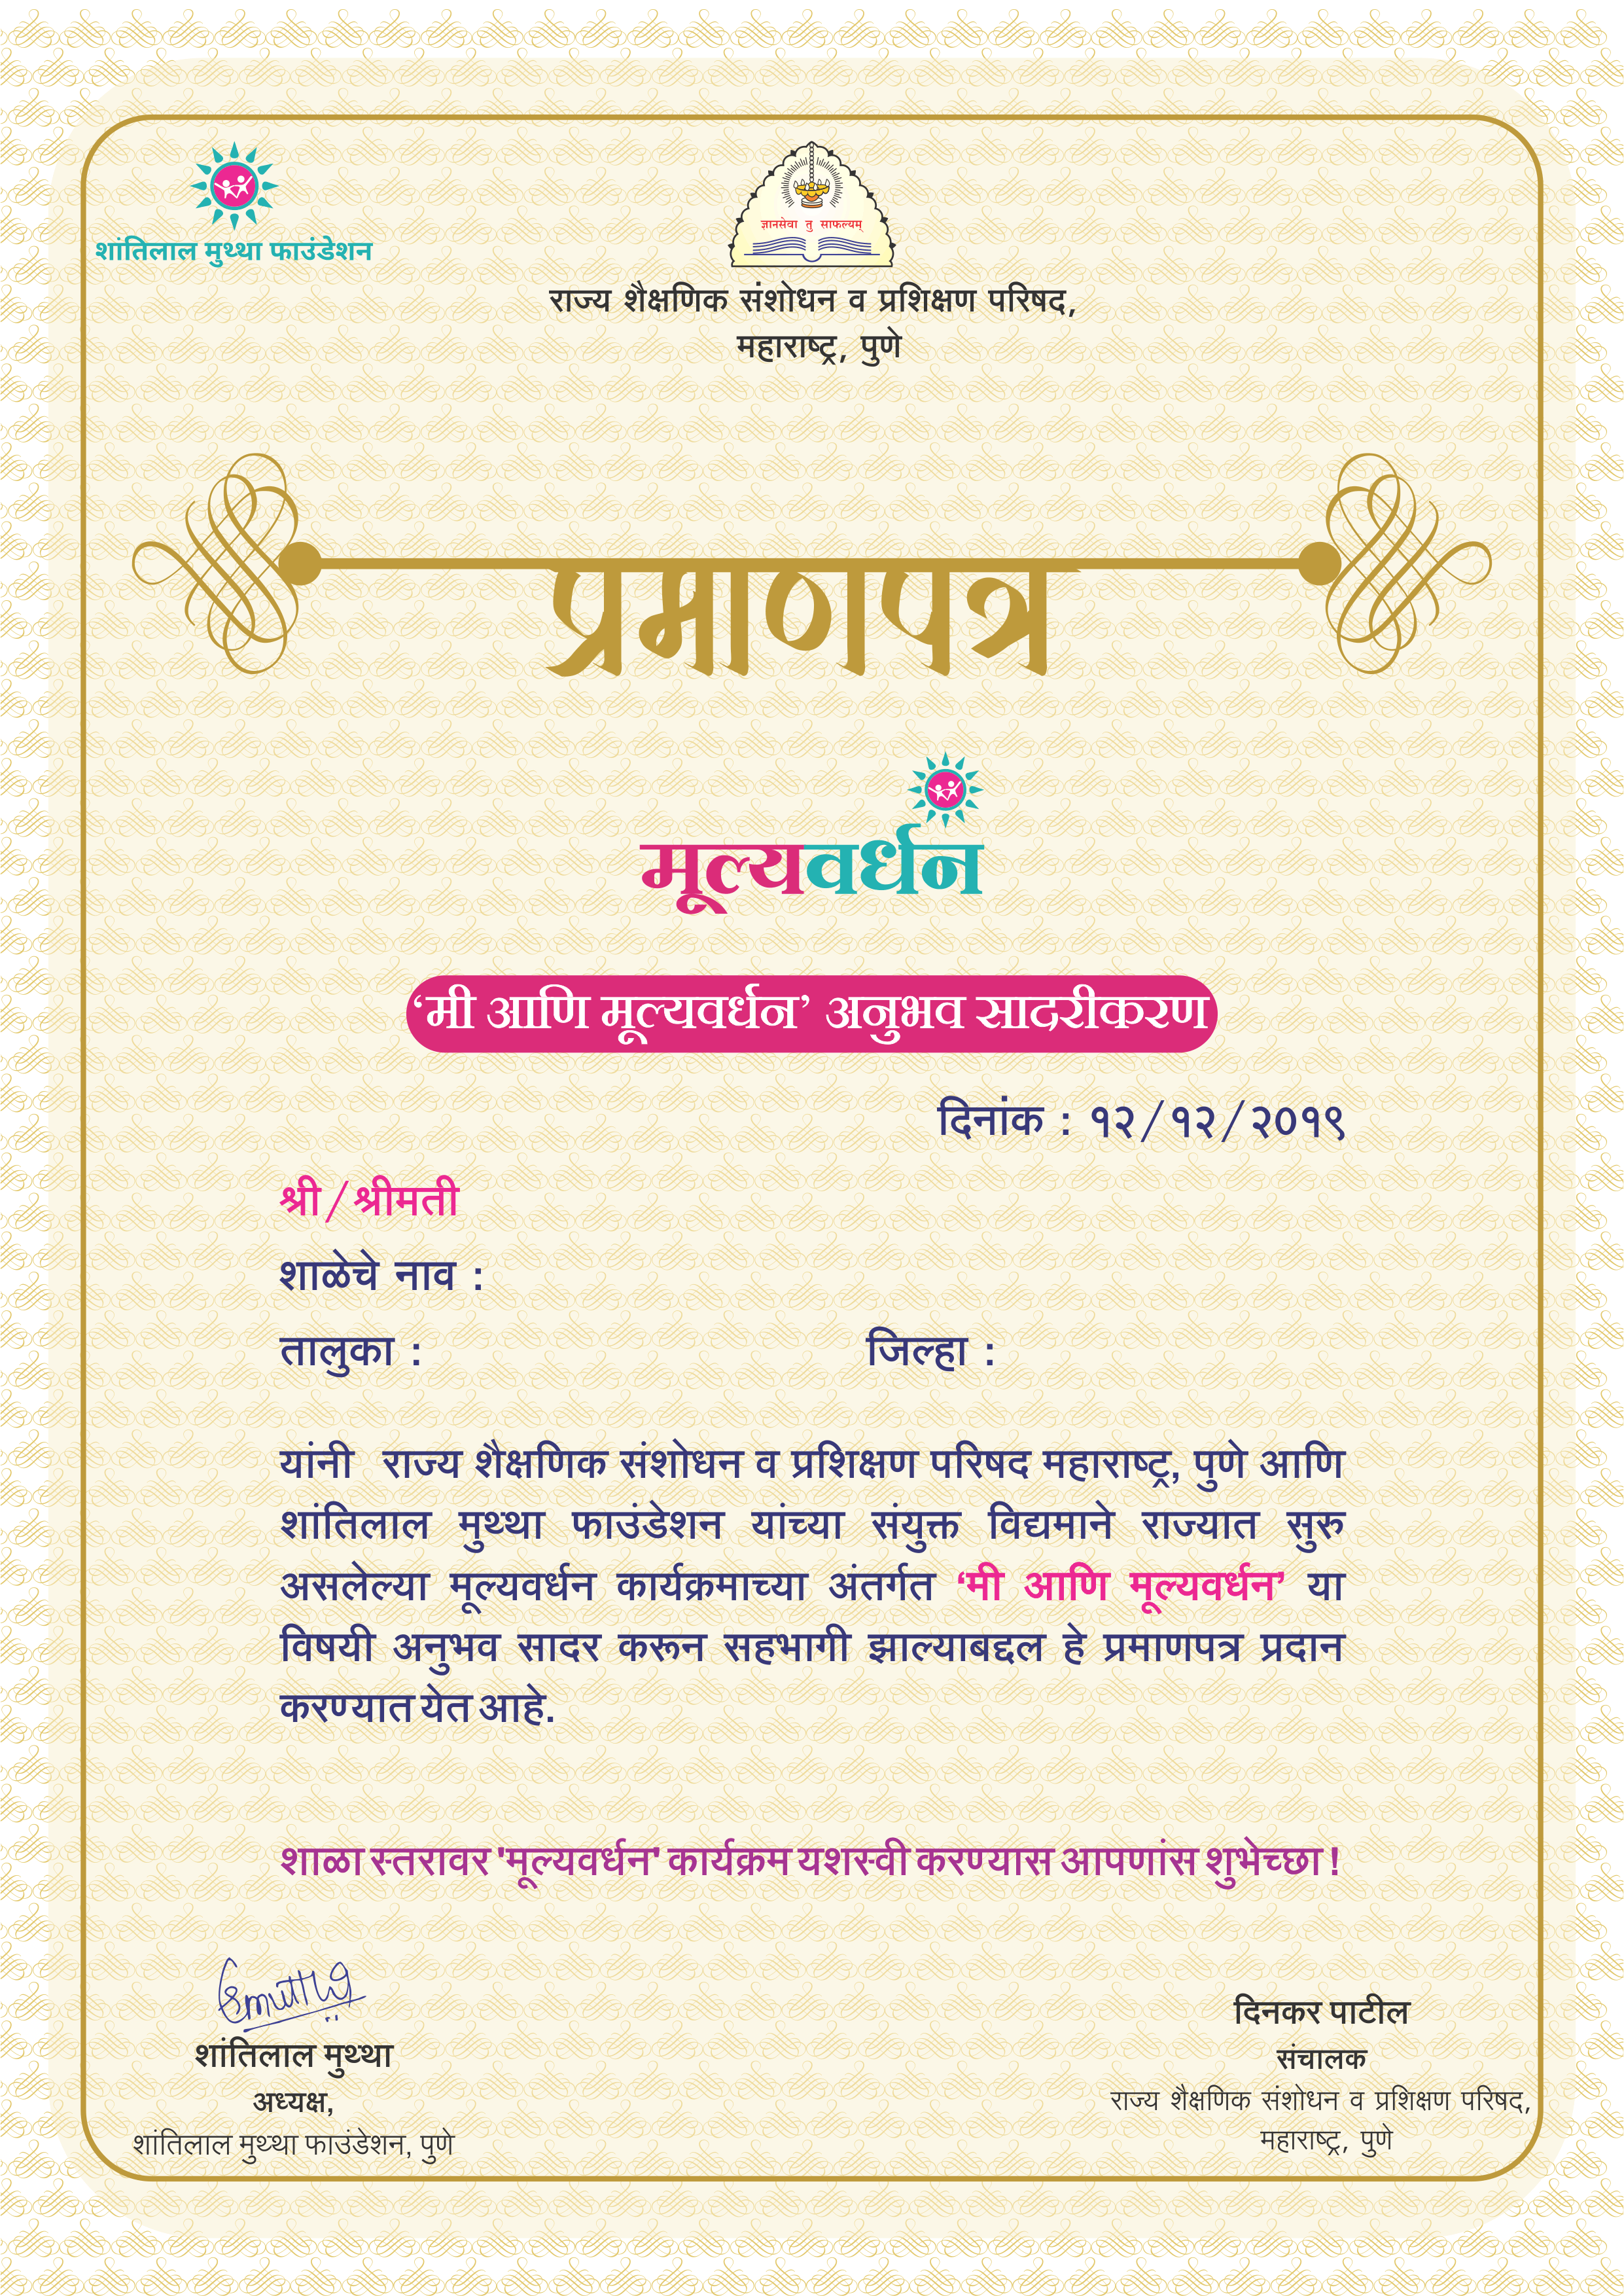 शांतिलाल मुथ्था फाउंडेशन
ज्ञानसेवा तु साफल्यम्
राज्य शैक्षणिक संशोधन व प्रशिक्षण परिषद,
महाराष्ट्र, पुणे
प्रमाणपत्र
मूल्यवर्धन
‘मी आणि मूल्यवर्धन’ अनुभव सादरीकरण
दिनांक : १२/१२/२०१९
श्री/श्रीमती
शाळेचे नाव :
तालुका : जिल्हा :
यांनी राज्य शैक्षणिक संशोधन व प्रशिक्षण परिषद महाराष्ट्र, पुणे आणि
शांतिलाल मुथ्था फाउंडेशन यांच्या संयुक्त विद्यमाने राज्यात सुरु
असलेल्या मूल्यवर्धन कार्यक्रमाच्या अंतर्गत ‘मी आणि मूल्यवर्धन’ या
विषयी अनुभव सादर करून सहभागी झाल्याबद्दल हे प्रमाणपत्र प्रदान
करण्यात येत आहे.
शाळा स्तरावर 'मूल्यवर्धन' कार्यक्रम यशस्वी करण्यास आपणांस शुभेच्छा !
Smuttha
शांतिलाल मुथ्था
अध्यक्ष,
शांतिलाल मुथ्था फाउंडेशन, पुणे
दिनकर पाटील
संचालक
राज्य शैक्षणिक संशोधन व प्रशिक्षण परिषद,
महाराष्ट्र, पुणे